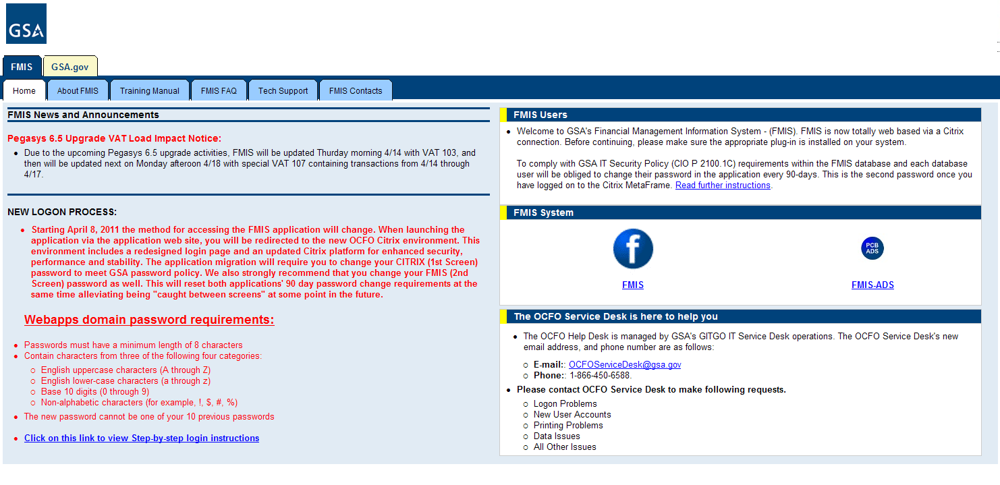 GSA
FMIS
GSA.gov
Home
About FMIS
Training Manual
FMIS FAQ
Tech Support
FMIS Contacts
FMIS News and Announcements
Pegasys 6.5 Upgrade VAT Load Impact Notice:
Due to the upcoming Pegasys 6.5 upgrade activities, FMIS will be updated Thurday morning 4/14 with VAT 103, and
then will be updated next on Monday afteroon 4/18 with special VAT 107 containing transactions from 4/14 through
4/17.
NEW LOGON PROCESS:
Starting April 8, 2011 the method for accessing the FMIS application will change. When launching the
application via the application web site, you will be redirected to the new OCFO Citrix environment. This
environment includes a redesigned login page and an updated Citrix platform for enhanced security,
performance and stability. The application migration will require you to change your CITRIX (1st Screen)
password to meet GSA password policy. We also strongly recommend that you change your FMIS (2nd
Screen) password as well. This will reset both applications' 90 day password change requirements at the
same time alleviating being "caught between screens" at some point in the future.
Webapps domain password requirements:
Passwords must have a minimum length of 8 characters
Contain characters from three of the following four categories:
English uppercase characters (A through Z)
English lower-case characters (a through z)
Base 10 digits (0 through 9)
Non-alphabetic characters (for example, !, $, #, %)
The new password cannot be one of your 10 previous passwords
Click on this link to view Step-by-step login instructions
FMIS Users
Welcome to GSA's Financial Management Information System - (FMIS). FMIS is now totally web based via a Citrix
connection. Before continuing, please make sure the appropriate plug-in is installed on your system.
To comply with GSA IT Security Policy (CIO P 2100.1C) requirements within the FMIS database and each database
user will be obliged to change their password in the application every 90-days. This is the second password once you
have logged on to the Citrix MetaFrame. Read further instructions.
FMIS System
f
PCB
ADS
FMIS
FMIS-ADS
The OCFO Service Desk is here to help you
The OCFO Help Desk is managed by GSA's GITGO IT Service Desk operations. The OCFO Service Desk's new
email address, and phone number are as follows:
E-mail:: OCFOServiceDesk@gsa.gov
Phone:: 1-866-450-6588.
Please contact OCFO Service Desk to make following requests.
Logon Problems
New User Accounts
Printing Problems
Data Issues
All Other Issues